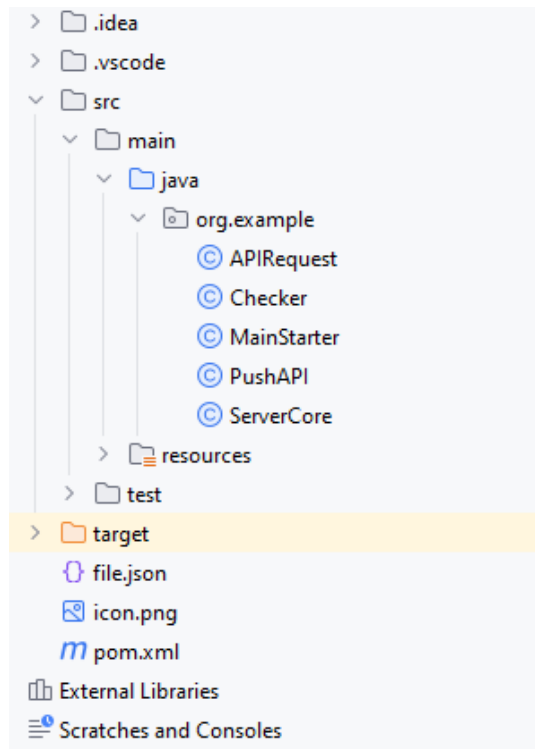 .idea
.vscode
src
main
java
org.example
APIRequest
Checker
MainStarter
PushAPI
ServerCore
resources
test
target
file.json
icon.png
pom.xml
External Libraries
Scratches and Consoles